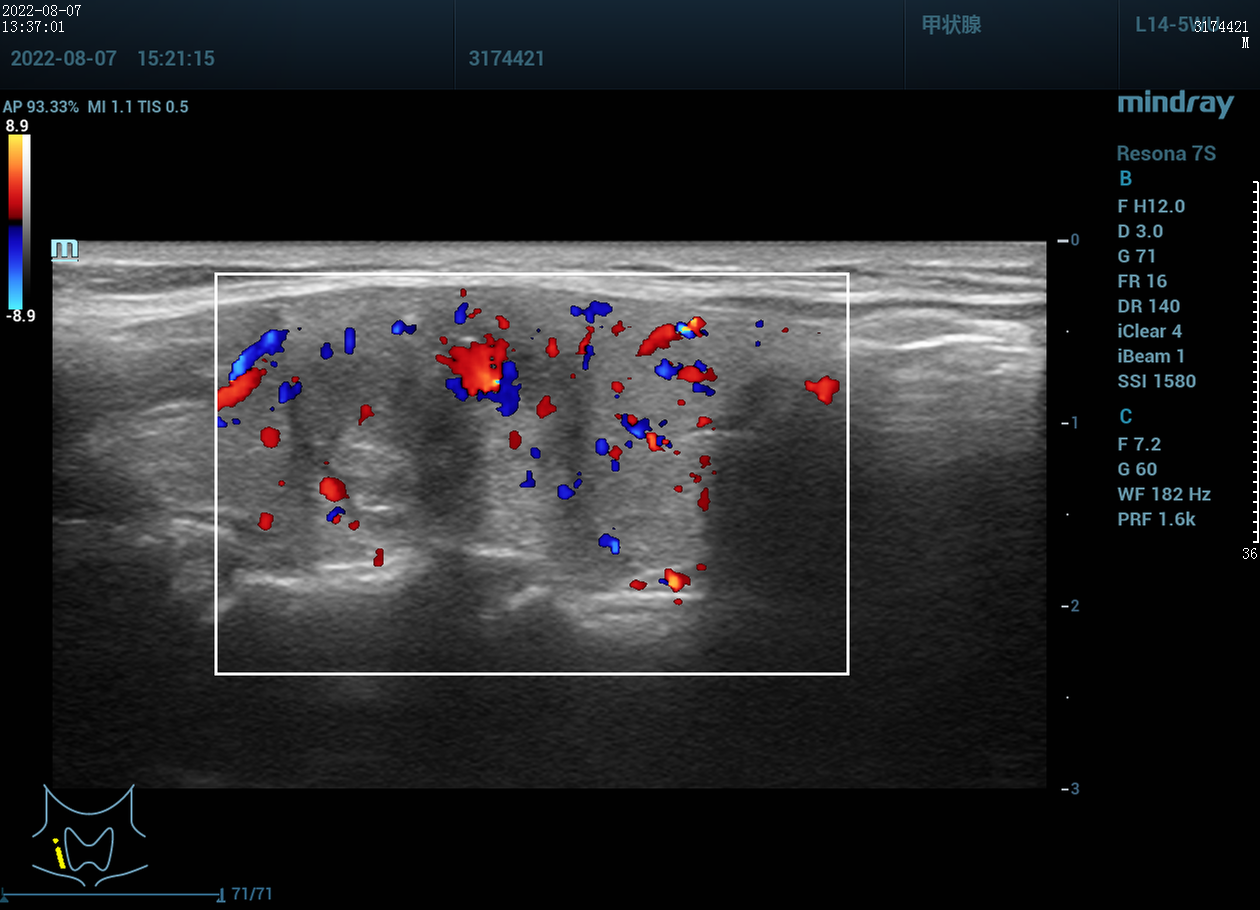 2022-08-07
13:37:01
甲状腺
3174421
M
2022-08-07 15:21:15
3174421
AP 93.33% MI 1.1 TIS 0.5
mindray
8.9
-8.9
m
Resona 7S
B
F H12.0
D 3.0
G 71
FR 16
DR 140
iClear 4
iBeam 1
SSI 1580
C
F 7.2
G 60
WF 182 Hz
PRF 1.6k
0
1
2
3
36
71/71